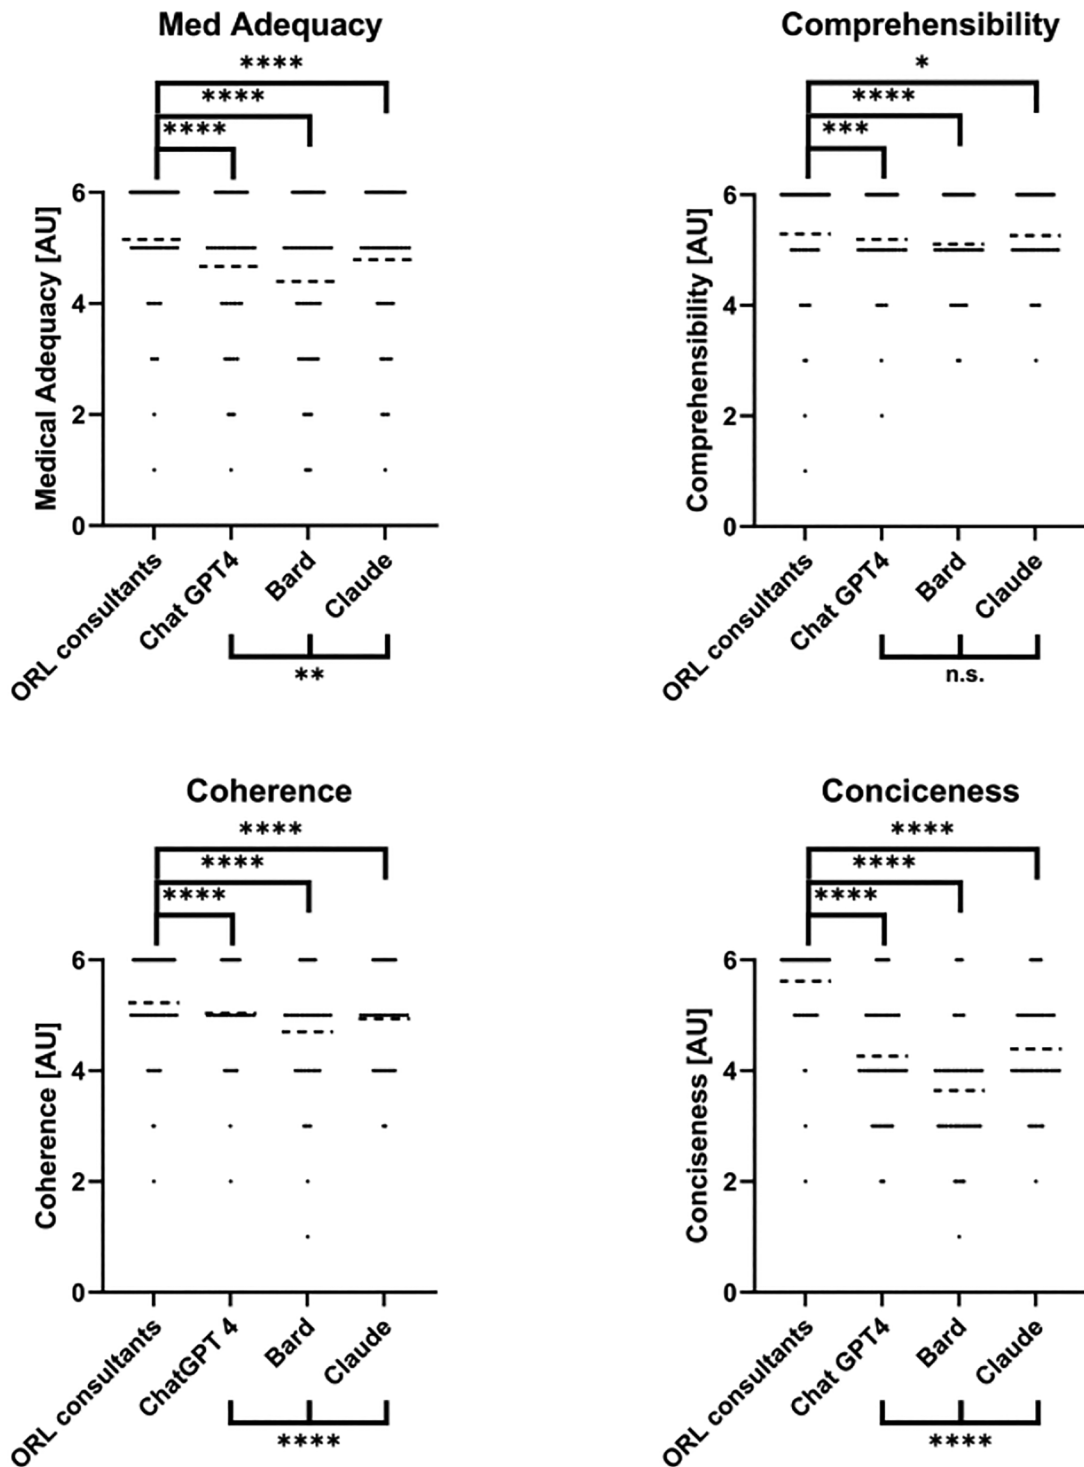 Med Adequacy
****
****
****
Medical Adequacy [AU]
6
4
2
0
ORL consultants
Chat GPT4
Bard
Claude
**
Comprehensibility
*
****
***
Comprehensibility [AU]
6
4
2
0
ORL consultants
Chat GPT4
Bard
Claude
n.s.
Coherence
****
****
****
Coherence [AU]
6
4
2
0
ORL consultants
ChatGPT 4
Bard
Claude
****
Conciceness
****
****
****
Conciseness [AU]
6
4
2
0
ORL consultants
Chat GPT4
Bard
Claude
****